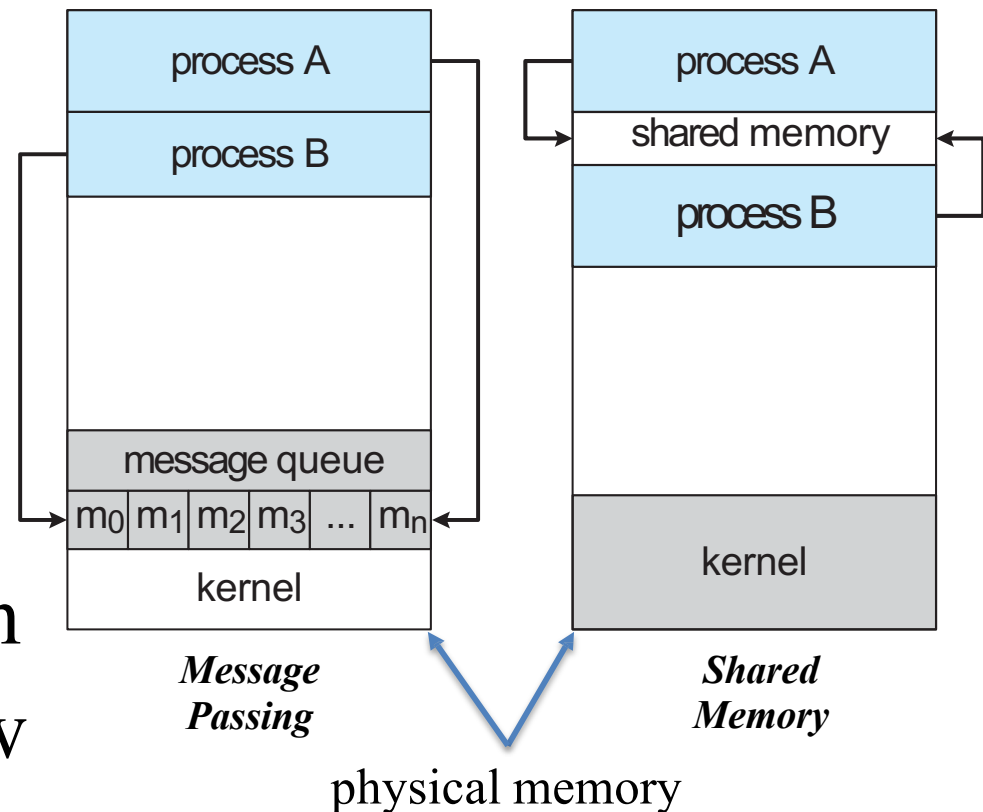 process A
process B
message queue
m0 m1 m2 m3 ... mn
kernel
Message
Passing
process A
shared memory
process B
kernel
Shared
Memory
physical memory